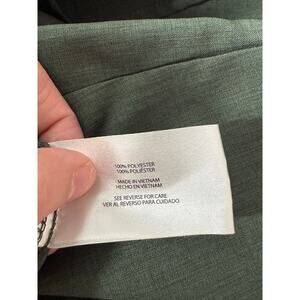 100% POLYESTER
100% POLIÉSTER
MADE IN VIETNAM
HECHO EN VIETNAM
SEE REVERSE FOR CARE
VER AL REVERSO PARA CUIDADO